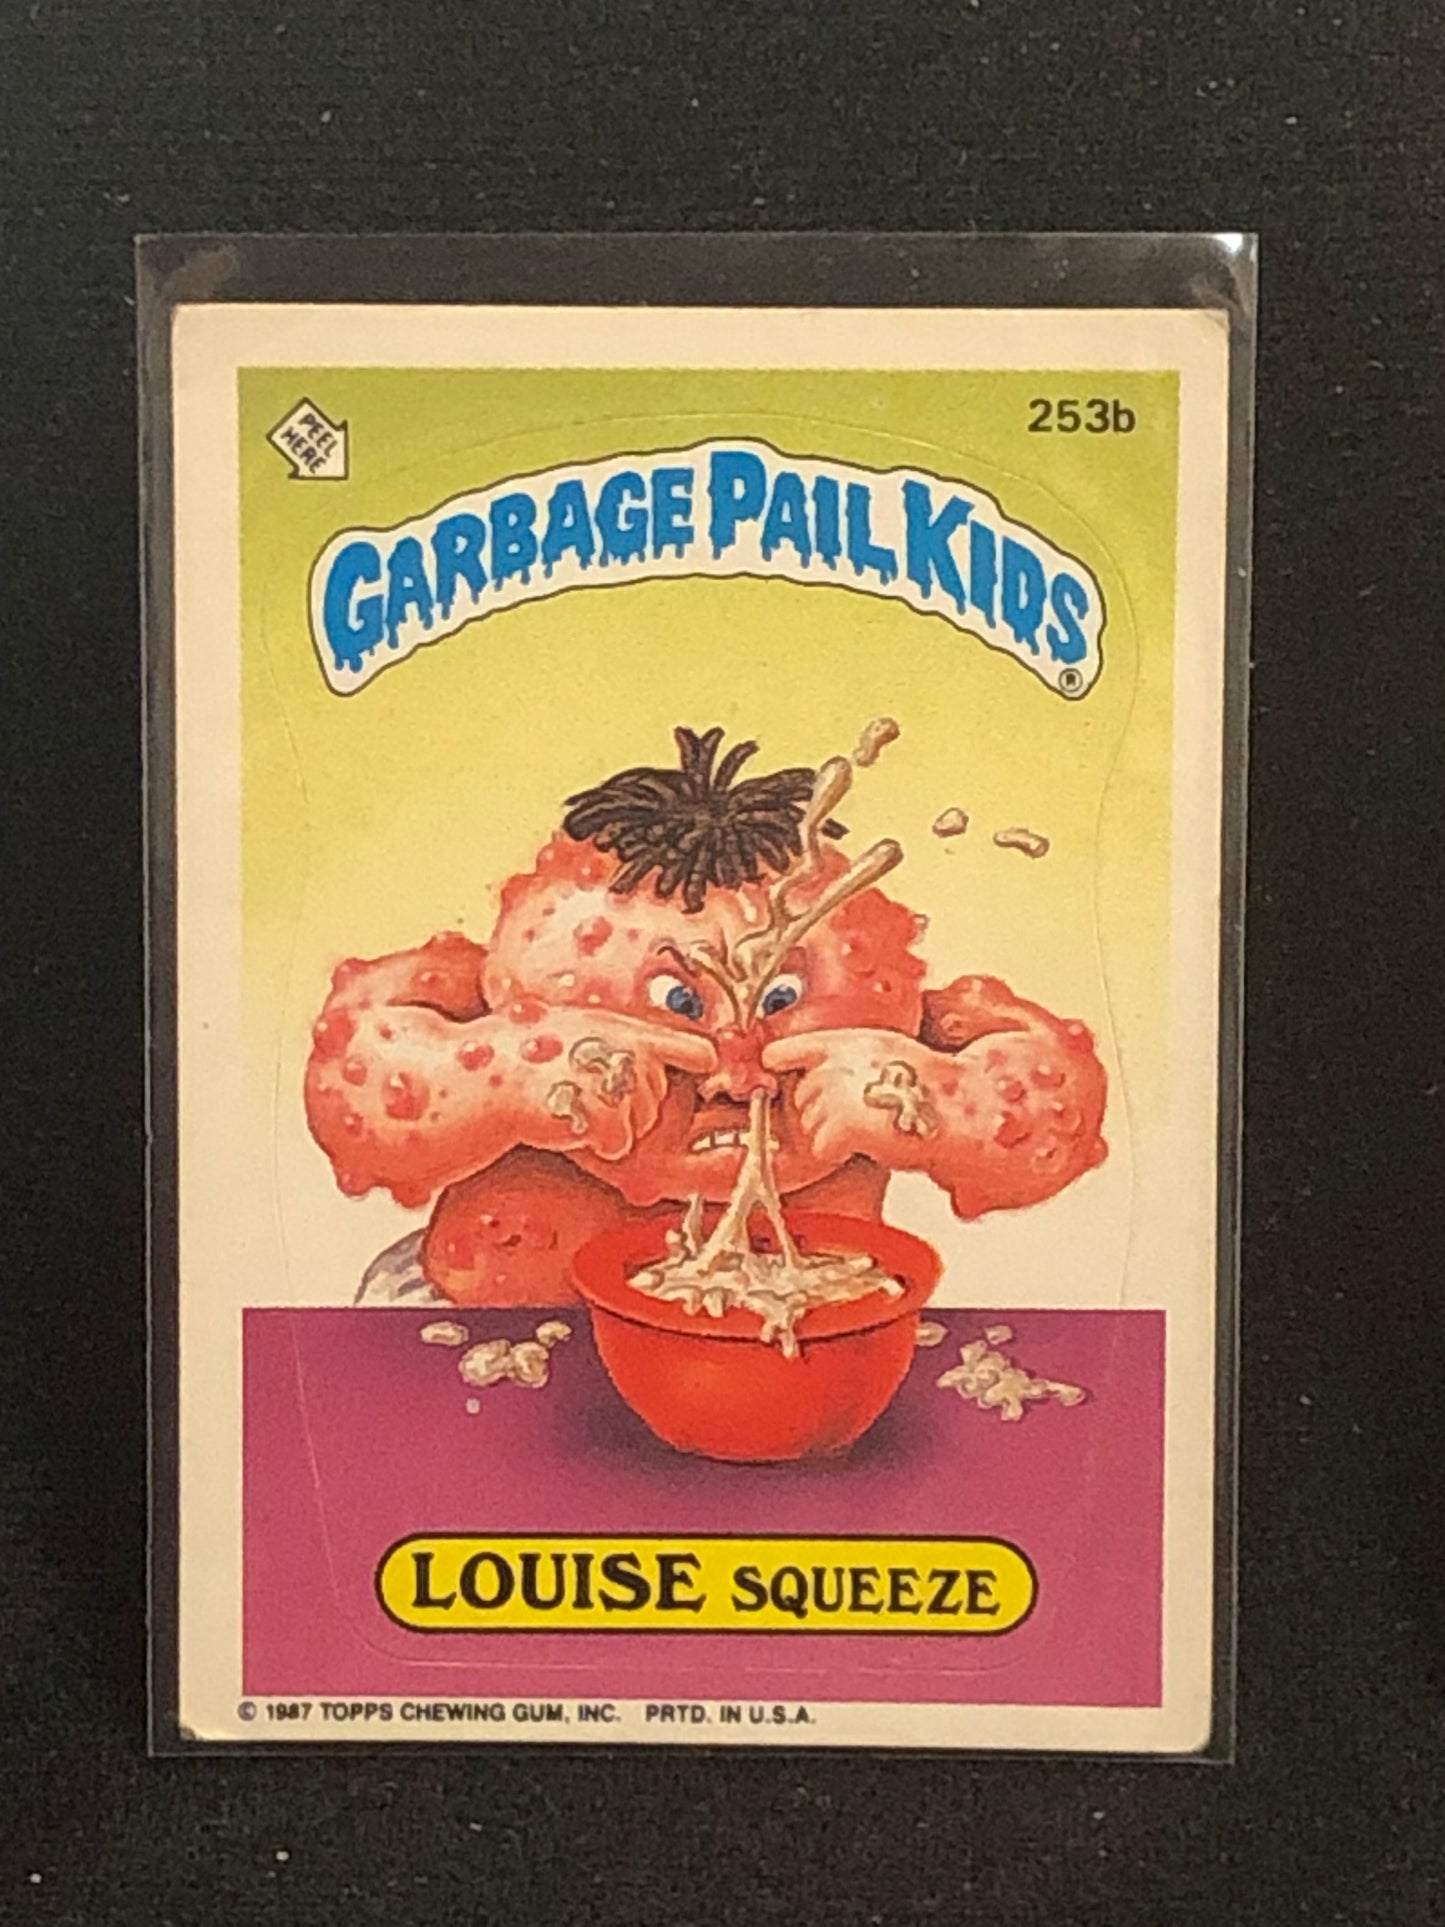 253b
PEEL
HERE
GARBAGE PAIL KIDS
®
LOUISE SQUEEZE
© 1987 TOPPS CHEWING GUM, INC. PRTD. IN U.S.A.